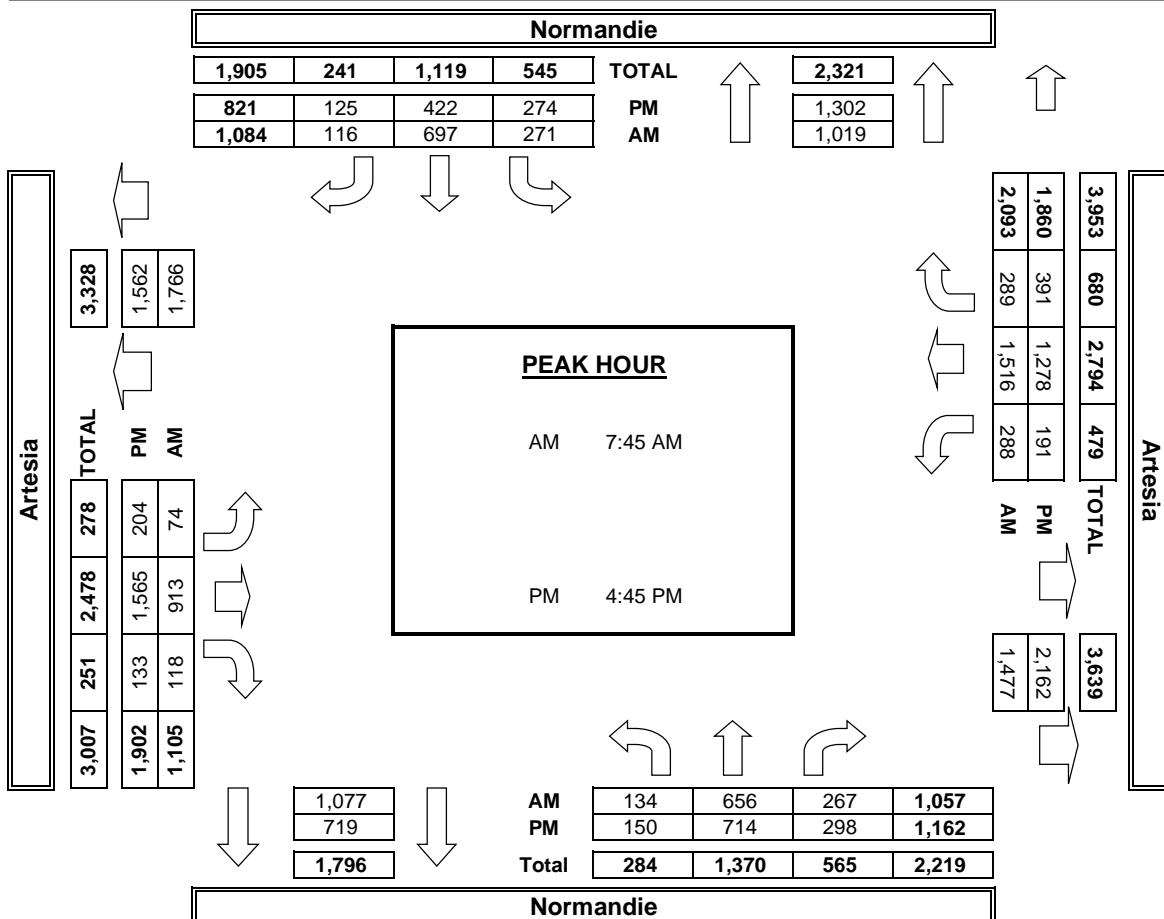 Normandie
1,905 241 1,119 545 TOTAL 2,321
821 125 422 274 PM 1,302
1,084 116 697 271 AM 1,019
Artesia
3,328
1,562
1,766
TOTAL 278 2,478 251 3,007
PM 204 1,565 133 1,902
AM 74 913 118 1,105
PEAK HOUR
AM 7:45 AM
PM 4:45 PM
3,953 680 2,794 479 TOTAL 3,639
1,860 391 1,278 191 PM 2,162
2,093 289 1,516 288 AM 1,477
Artesia
1,077 AM 134 656 267 1,057
719 PM 150 714 298 1,162
1,796 Total 284 1,370 565 2,219
Normandie